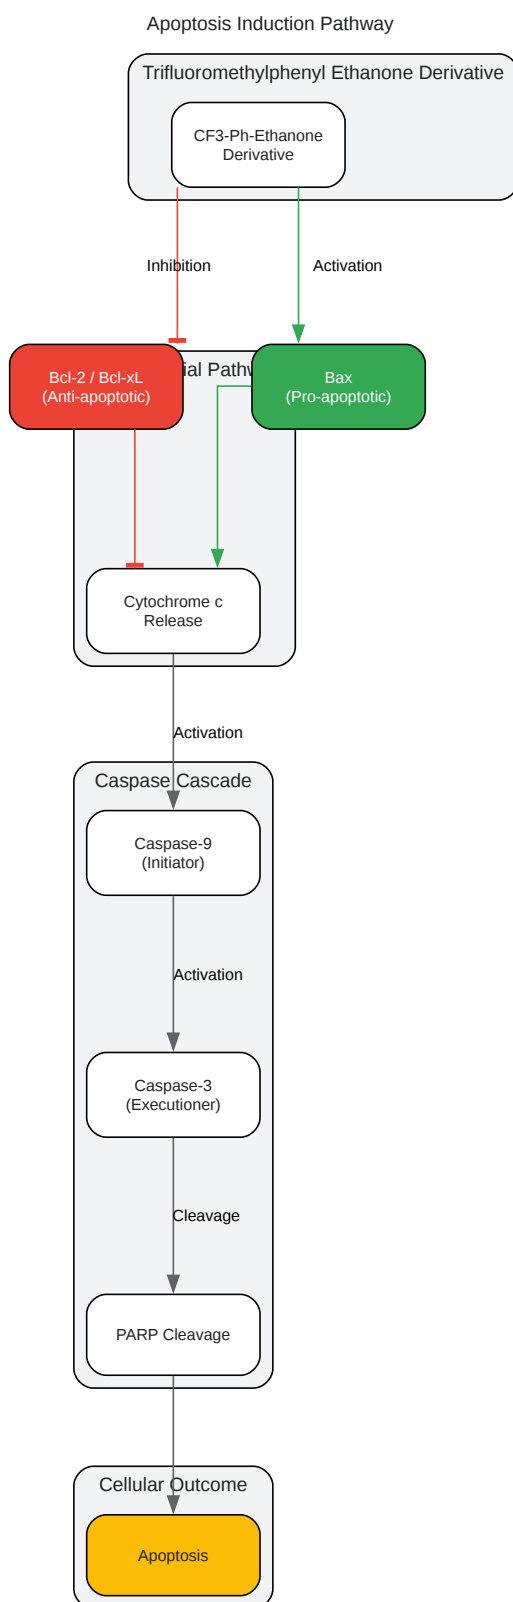 Apoptosis Induction Pathway
Trifluoromethylphenyl Ethanone Derivative
CF3-Ph-Ethanone
Derivative
Inhibition
Activation
Bcl-2 / Bcl-xL
(Anti-apoptotic)
Bax
(Pro-apoptotic)
Cytochrome c
Release
Activation
Caspase Cascade
Caspase-9
(Initiator)
Activation
Caspase-3
(Executioner)
Cleavage
PARP Cleavage
Cellular Outcome
Apoptosis